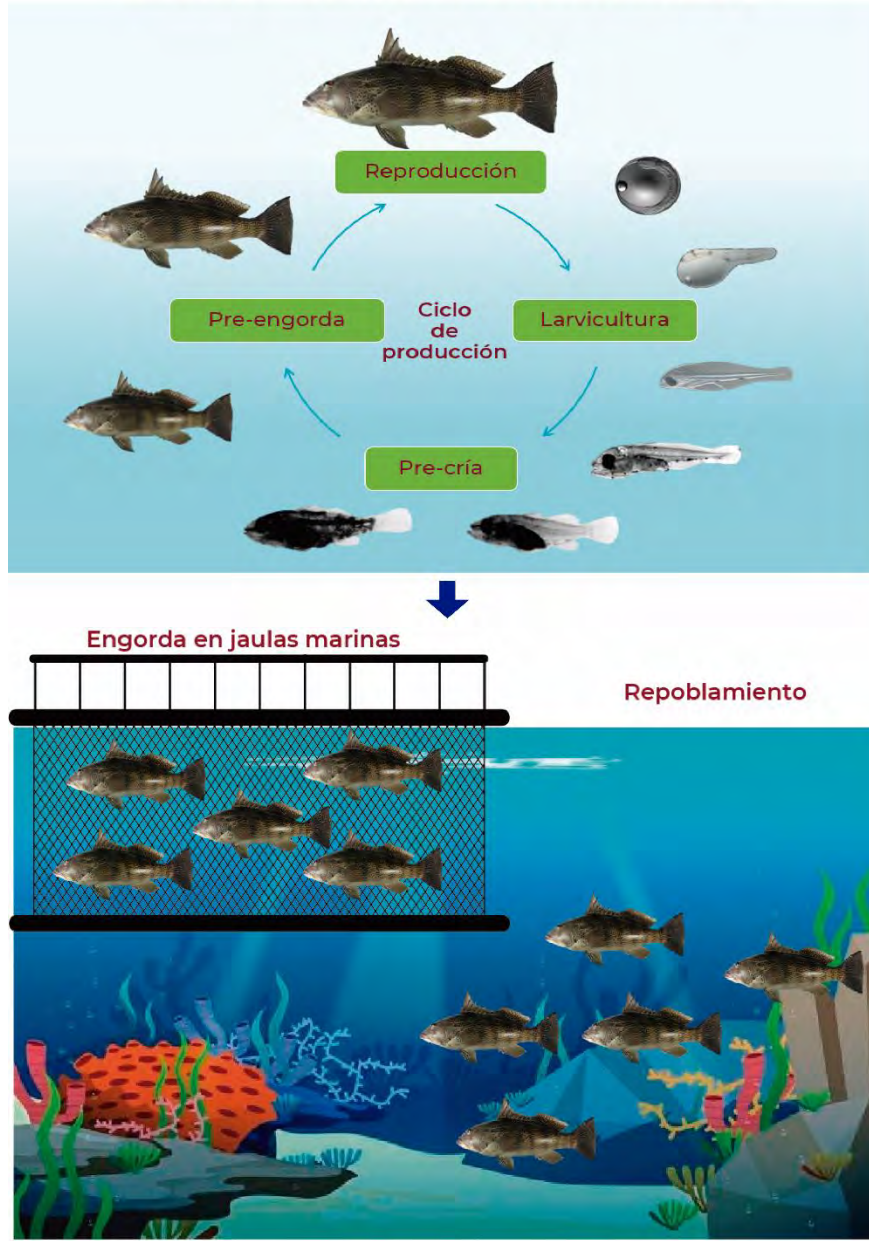 Reproducción
Pre-engorda
Ciclo
de
producción
Larvicultura
Pre-cría
Engorda en jaulas marinas
Repoblamiento